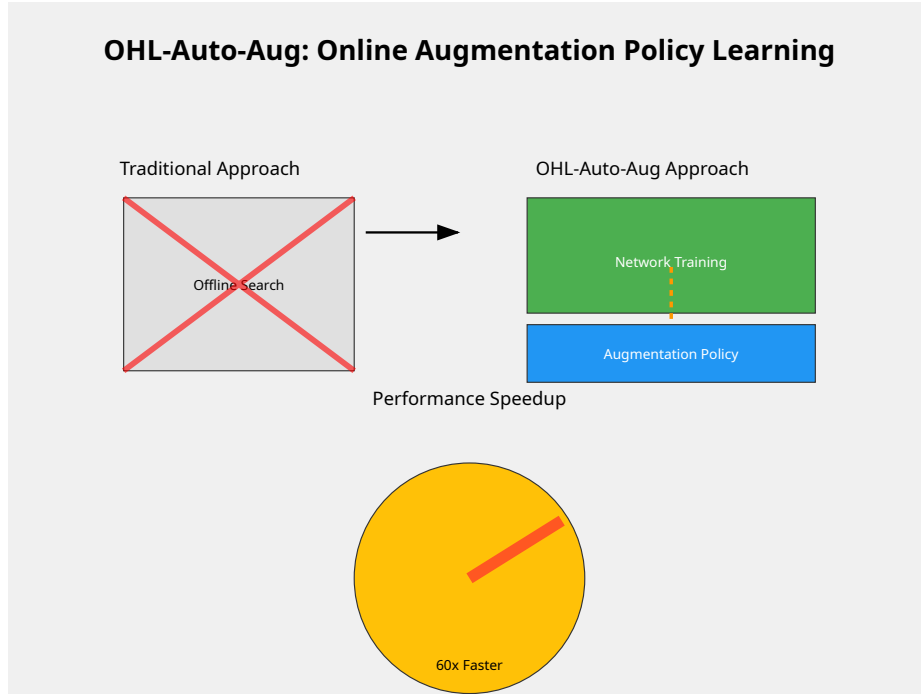 OHL-Auto-Aug: Online Augmentation Policy Learning
Traditional Approach
OHL-Auto-Aug Approach
Offline Search
Network Training
Augmentation Policy
Performance Speedup
60x Faster